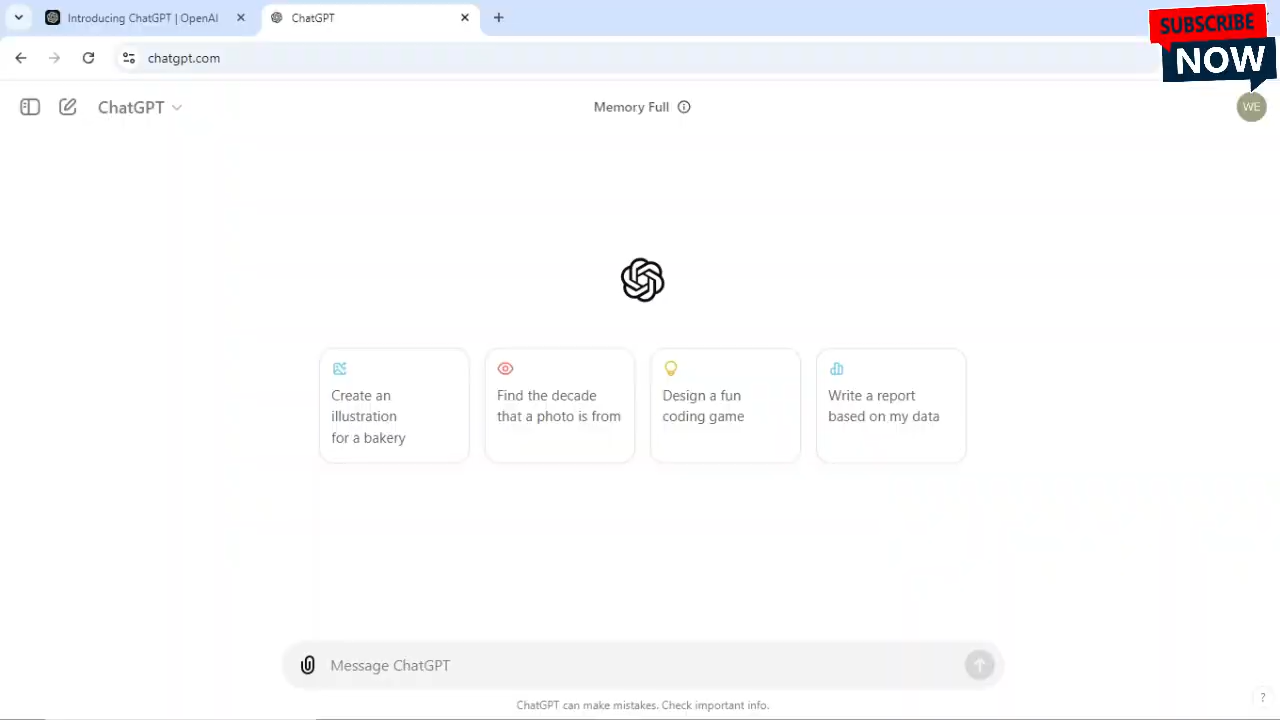 Introducing ChatGPT | OpenAI
ChatGPT
SUBSCRIBE
NOW
chatgpt.com
ChatGPT
Memory Full
WE
Create an
illustration
for a bakery
Find the decade
that a photo is from
Design a fun
coding game
Write a report
based on my data
Message ChatGPT
ChatGPT can make mistakes. Check important info.
?